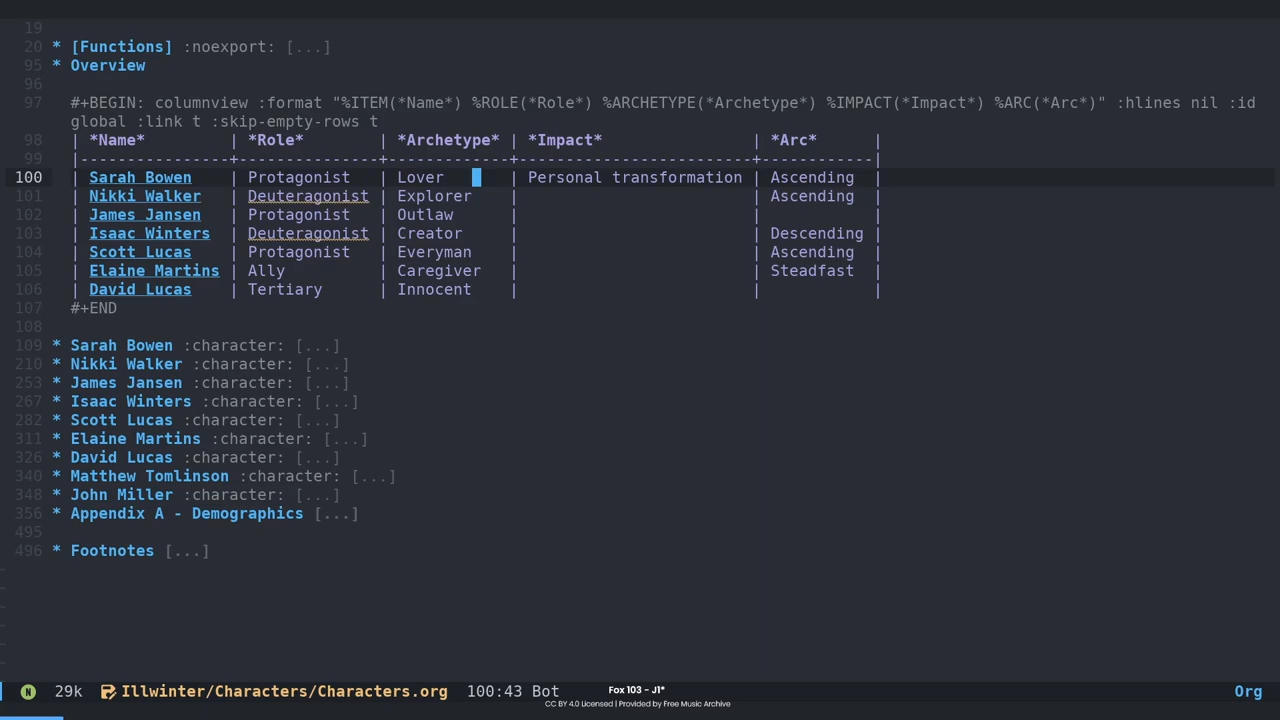 19
20 * [Functions] :noexport: [...]
95 * Overview
96
97 #+BEGIN: columnview :format "%ITEM(*Name*) %ROLE(*Role*) %ARCHETYPE(*Archetype*) %IMPACT(*Impact*) %ARC(*Arc*)" :hlines nil :id
global :link t :skip-empty-rows t
98 | *Name* | *Role* | *Archetype* | *Impact* | *Arc* |
99 |----------------+---------------+-------------+-------------------------+------------|
100 | Sarah Bowen | Protagonist | Lover | Personal transformation | Ascending |
101 | Nikki Walker | Deuteragonist | Explorer | | Ascending |
102 | James Jansen | Protagonist | Outlaw | | |
103 | Isaac Winters | Deuteragonist | Creator | | Descending |
104 | Scott Lucas | Protagonist | Everyman | | Ascending |
105 | Elaine Martins | Ally | Caregiver | | Steadfast |
106 | David Lucas | Tertiary | Innocent | | |
107 #+END
108
109 * Sarah Bowen :character: [...]
210 * Nikki Walker :character: [...]
253 * James Jansen :character: [...]
267 * Isaac Winters :character: [...]
282 * Scott Lucas :character: [...]
311 * Elaine Martins :character: [...]
326 * David Lucas :character: [...]
340 * Matthew Tomlinson :character: [...]
348 * John Miller :character: [...]
356 * Appendix A - Demographics [...]
495
496 * Footnotes [...]
N 29k Illwinter/Characters/Characters.org 100:43 Bot Org
Fox 103 - J1*
CC BY 4.0 Licensed | Provided by Free Music Archive